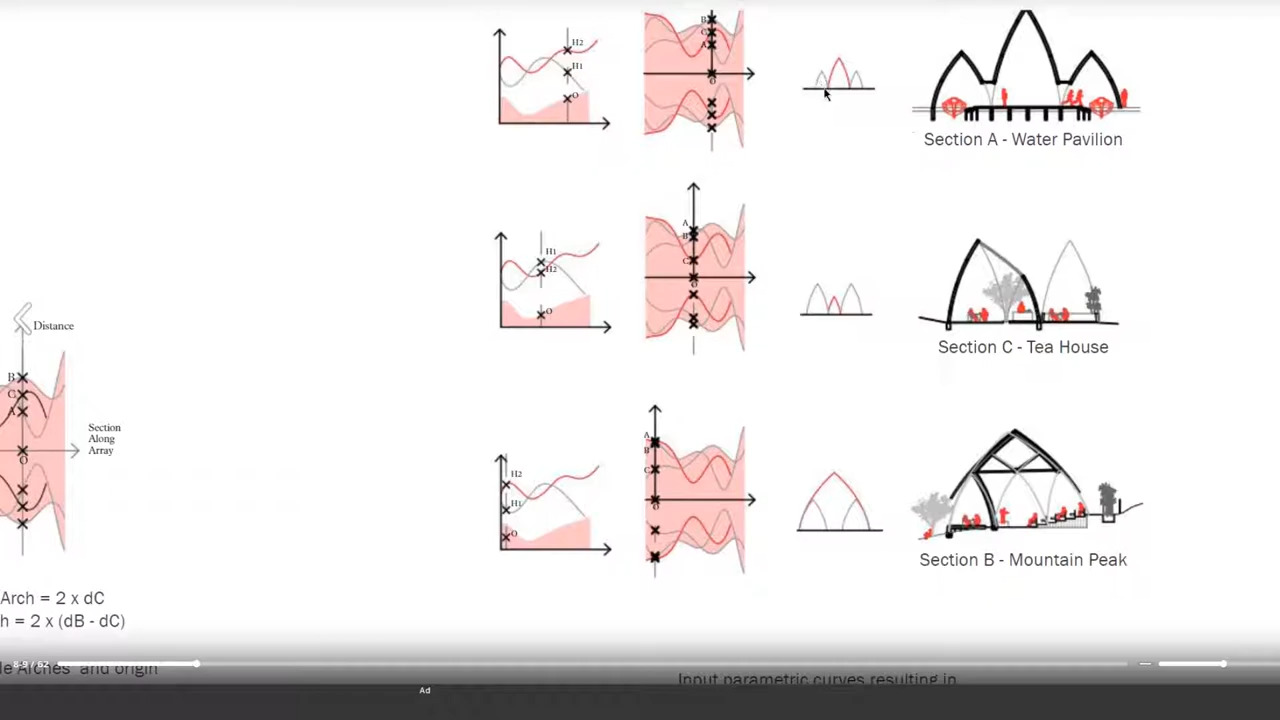 H2
H1
O
B
C
A
O
Section A - Water Pavilion
A
B
C
O
H1
H2
O
Section C - Tea House
Distance
B
C
A
O
Section
Along
Array
A
B
C
O
H2
H1
O
Section B - Mountain Peak
Arch = 2 x dC
h = 2 x (dB - dC)
le Arches and origin
Input parametric curves resulting in
Ad